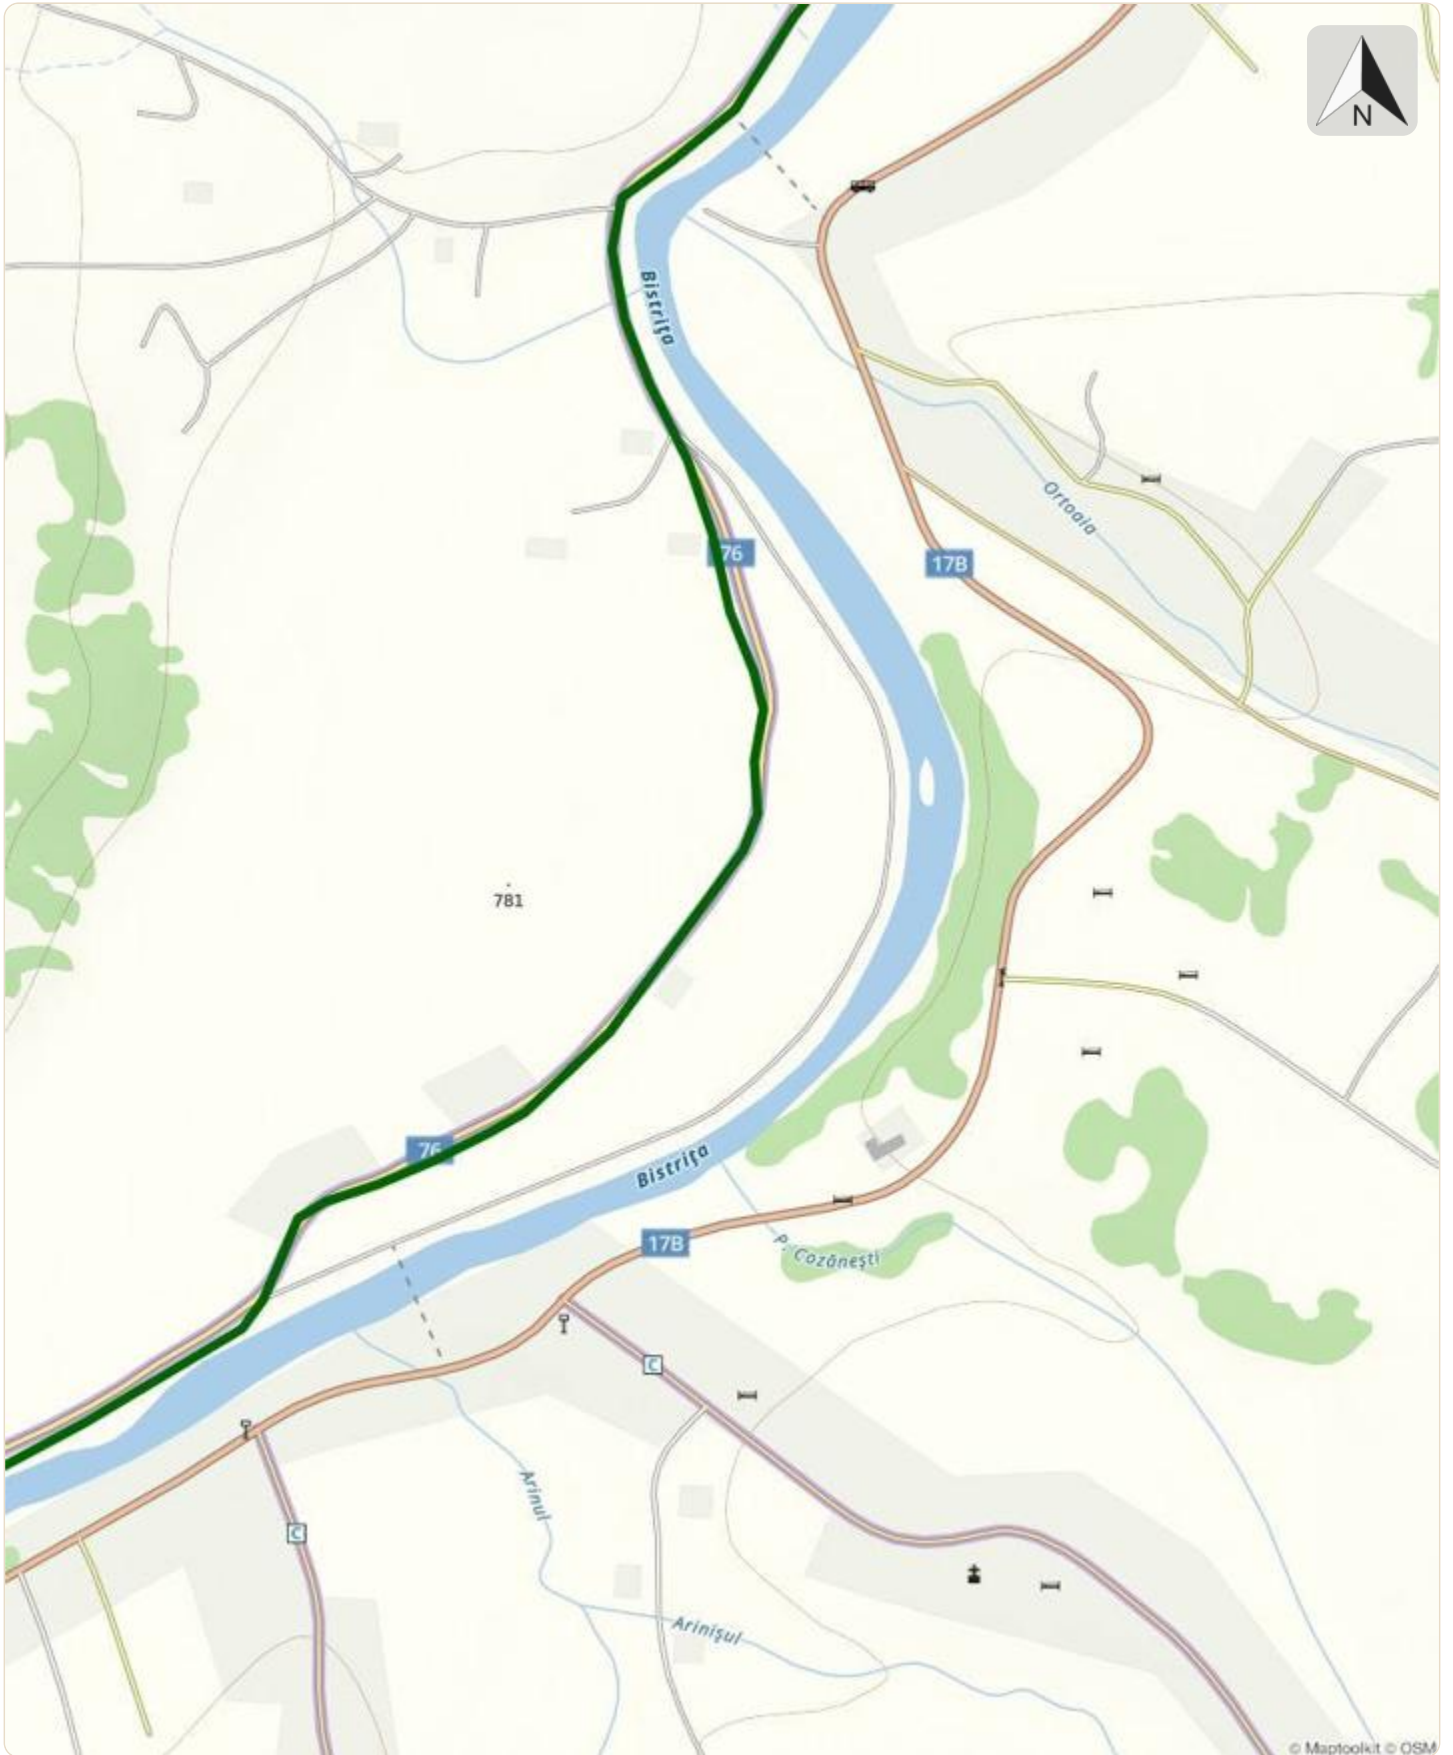 N
Bistrița
Ortoaia
76
17B
781
76
Bistrița
17B
P. Cozănești
C
Arinul
C
Arinișul
© Maptoolkit © OSM